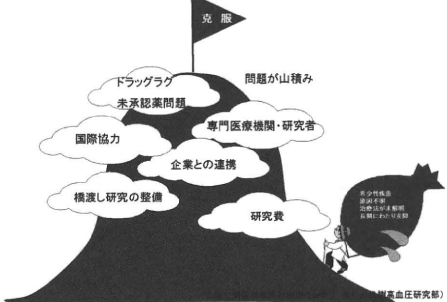 克服
ドラッグラグ
未承認薬問題
問題が山積み
専門医療機関・研究者
国際協力
企業との連携
橋渡し研究の整備
研究費
希少性疾患
原因不明
治療法が未解明
長期にわたり支障
高血圧研究部)